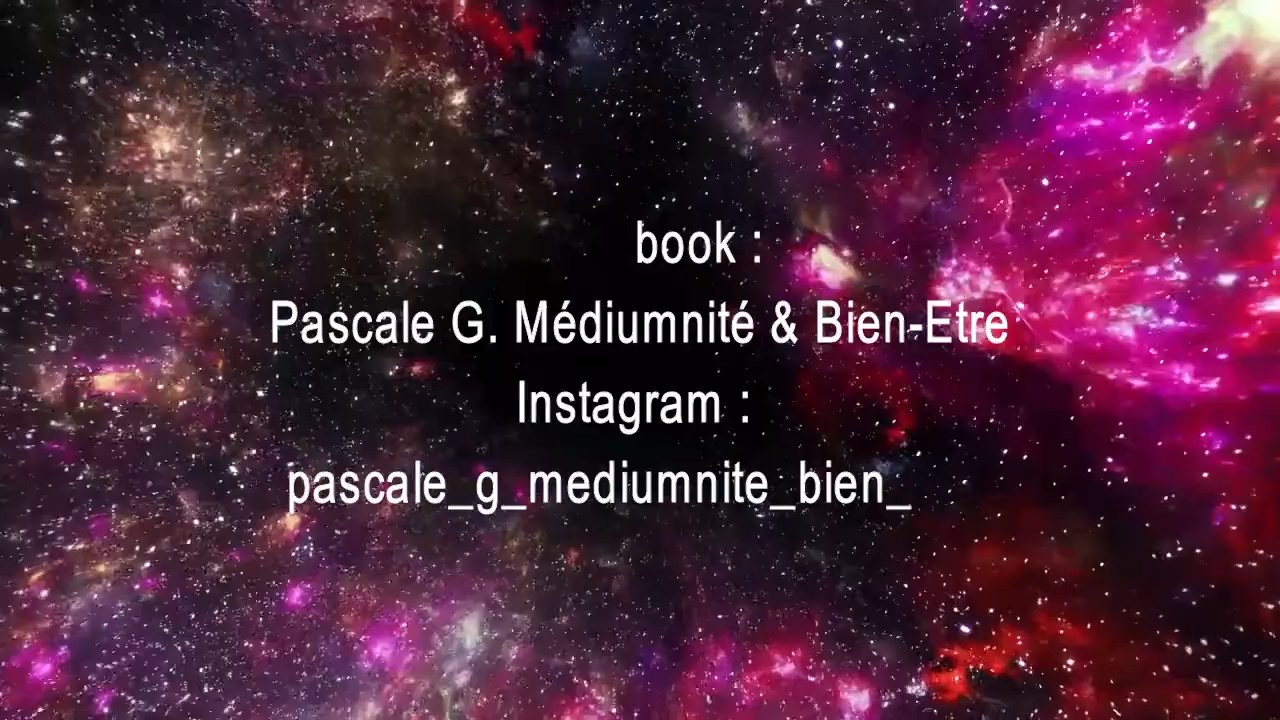 book :
Pascale G. Médiumnité & Bien-Etre
Instagram :
pascale_g_mediumnite_bien_